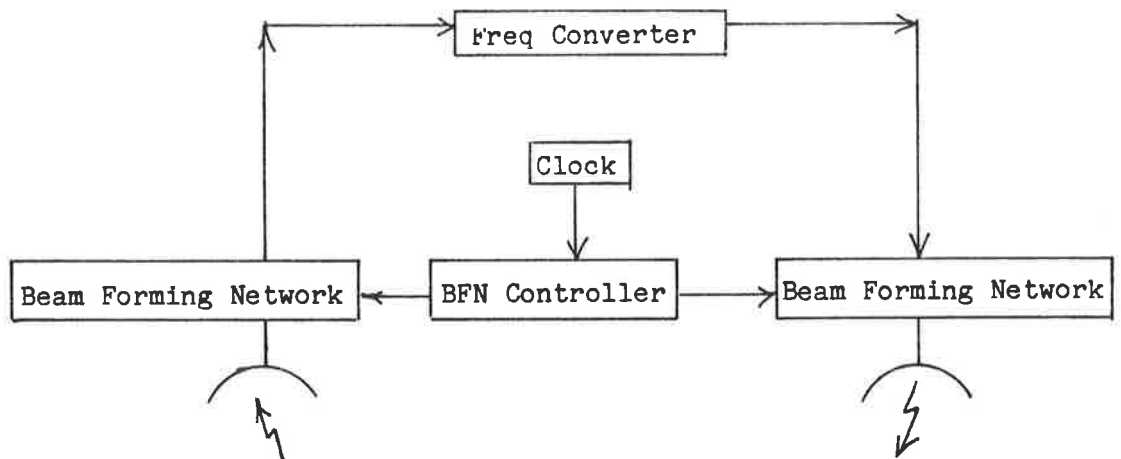 Freq Converter
Clock
Beam Forming Network
BFN Controller
Beam Forming Network